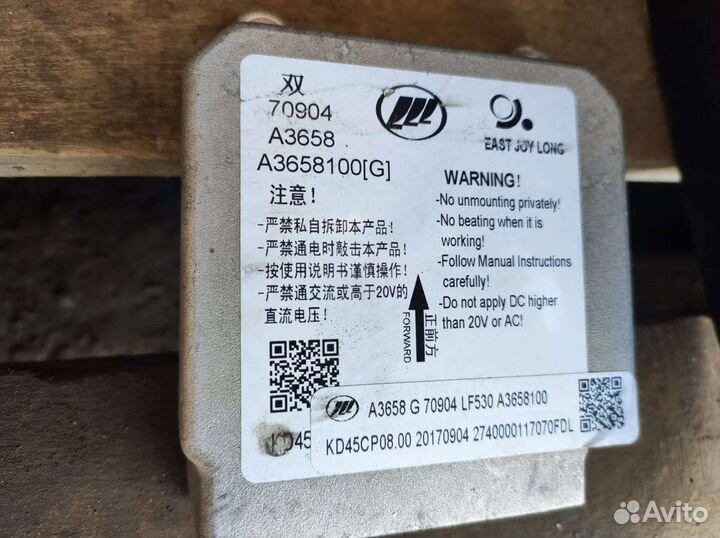 双
70904
A3658
A3658100[G]
EAST JOY LONG
注意！
-严禁私自拆卸本产品！
-严禁通电时敲击本产品！
-按使用说明书谨慎操作！
-严禁通交流或高于20V的
直流电压！
WARNING!
-No unmounting privately!
-No beating when it is
working!
-Follow Manual Instructions
carefully!
-Do not apply DC higher
than 20V or AC!
FORWARD
正前方
A3658 G 70904 LF530 A3658100
KD45CP08.00 20170904 2740000117070FDL
KD45
Avito